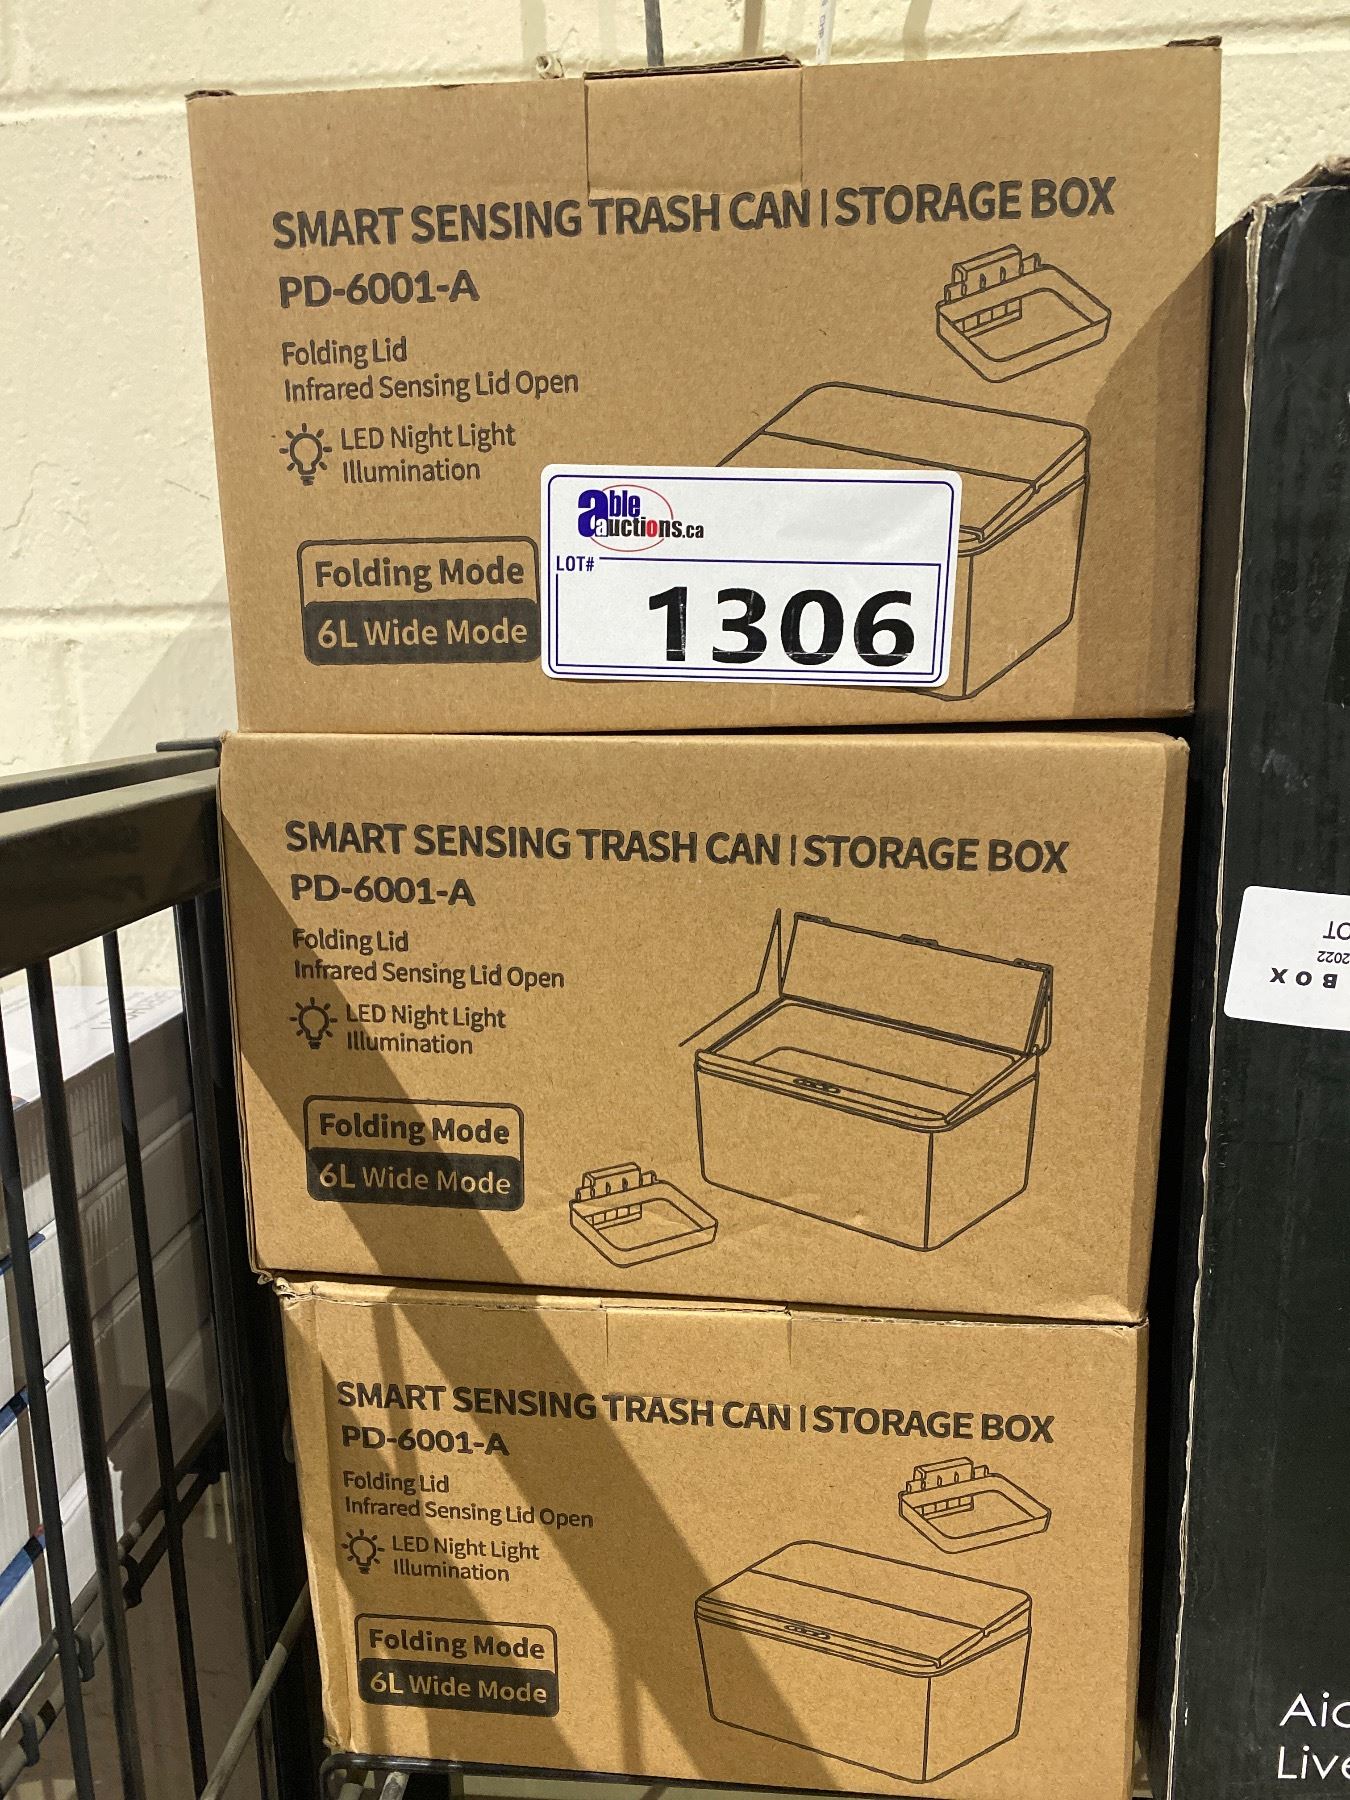 SMART SENSING TRASH CAN | STORAGE BOX
PD-6001-A
Folding Lid
Infrared Sensing Lid Open
LED Night Light
Illumination
Folding Mode
6L Wide Mode
able
auctions.ca
LOT#
1306
SMART SENSING TRASH CAN | STORAGE BOX
PD-6001-A
Folding Lid
Infrared Sensing Lid Open
LED Night Light
Illumination
Folding Mode
6L Wide Mode
SMART SENSING TRASH CAN | STORAGE BOX
PD-6001-A
Folding Lid
Infrared Sensing Lid Open
LED Night Light
Illumination
Folding Mode
6L Wide Mode
BOX
2022
Live